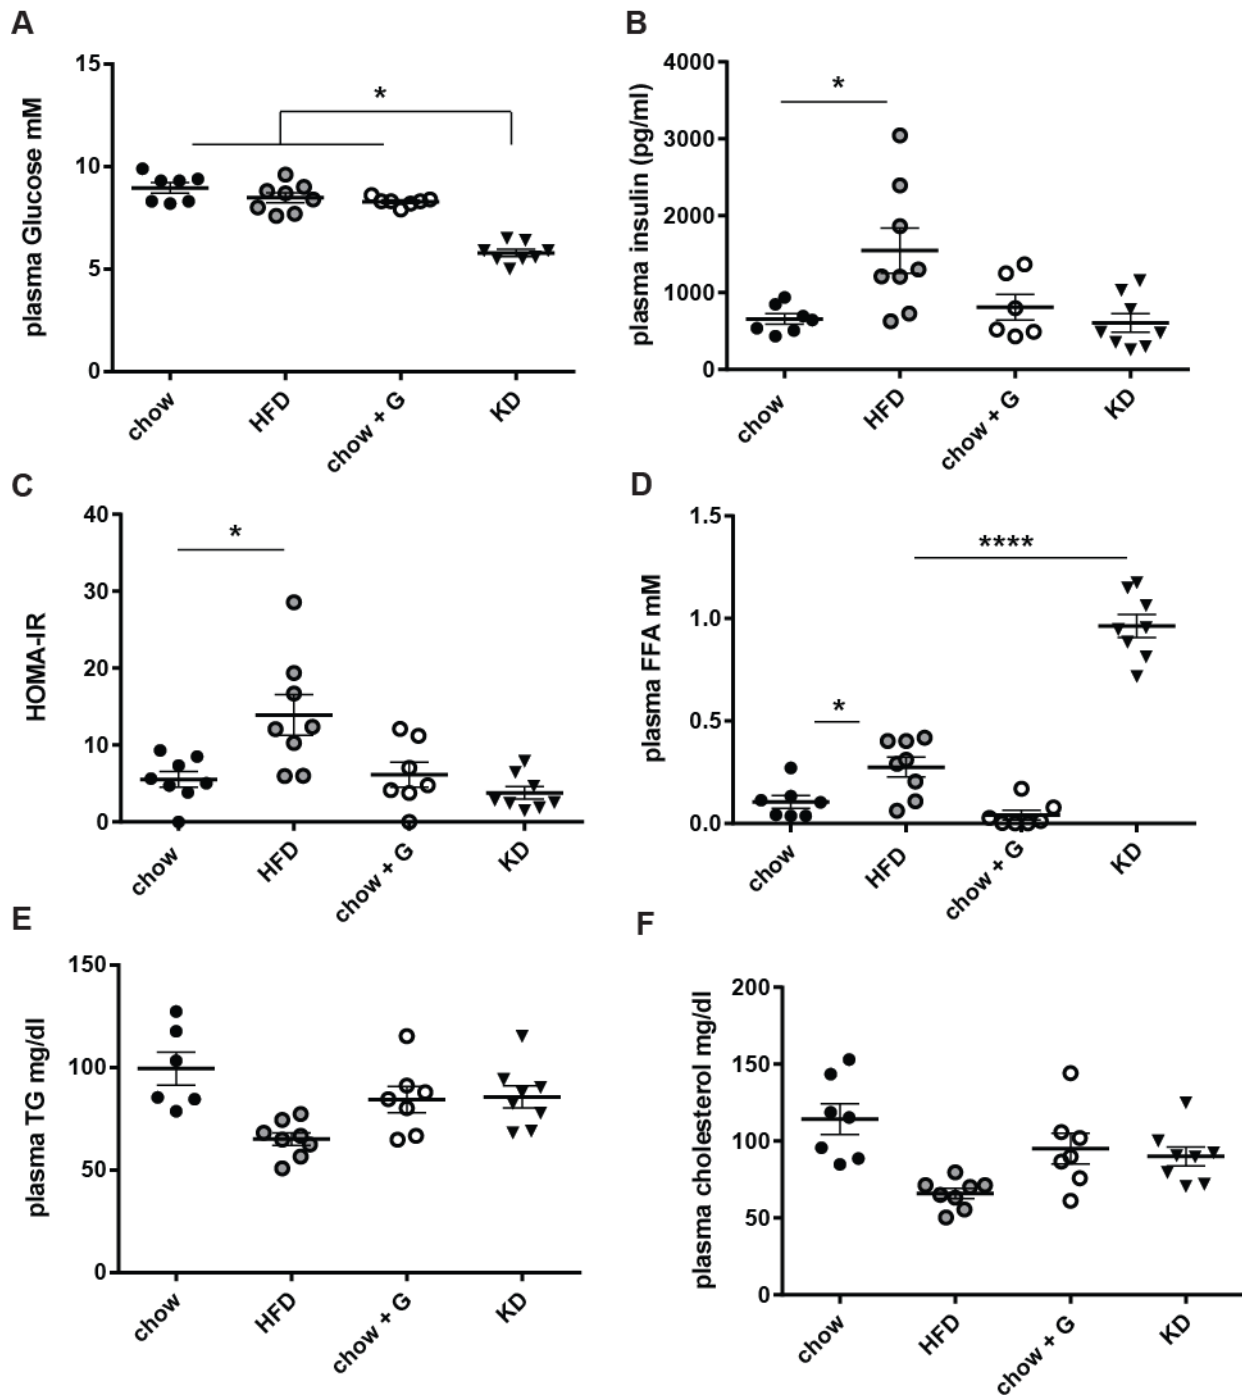 A
plasma Glucose mM
15
10
5
0
*
chow
HFD
chow + G
KD
B
plasma insulin (pg/ml)
4000
3000
2000
1000
0
*
chow
HFD
chow + G
KD
C
HOMA-IR
40
30
20
10
0
*
chow
HFD
chow + G
KD
D
plasma FFA mM
1.5
1.0
0.5
0.0
*
****
chow
HFD
chow + G
KD
E
plasma TG mg/dl
150
100
50
0
chow
HFD
chow + G
KD
F
plasma cholesterol mg/dl
200
150
100
50
0
chow
HFD
chow + G
KD